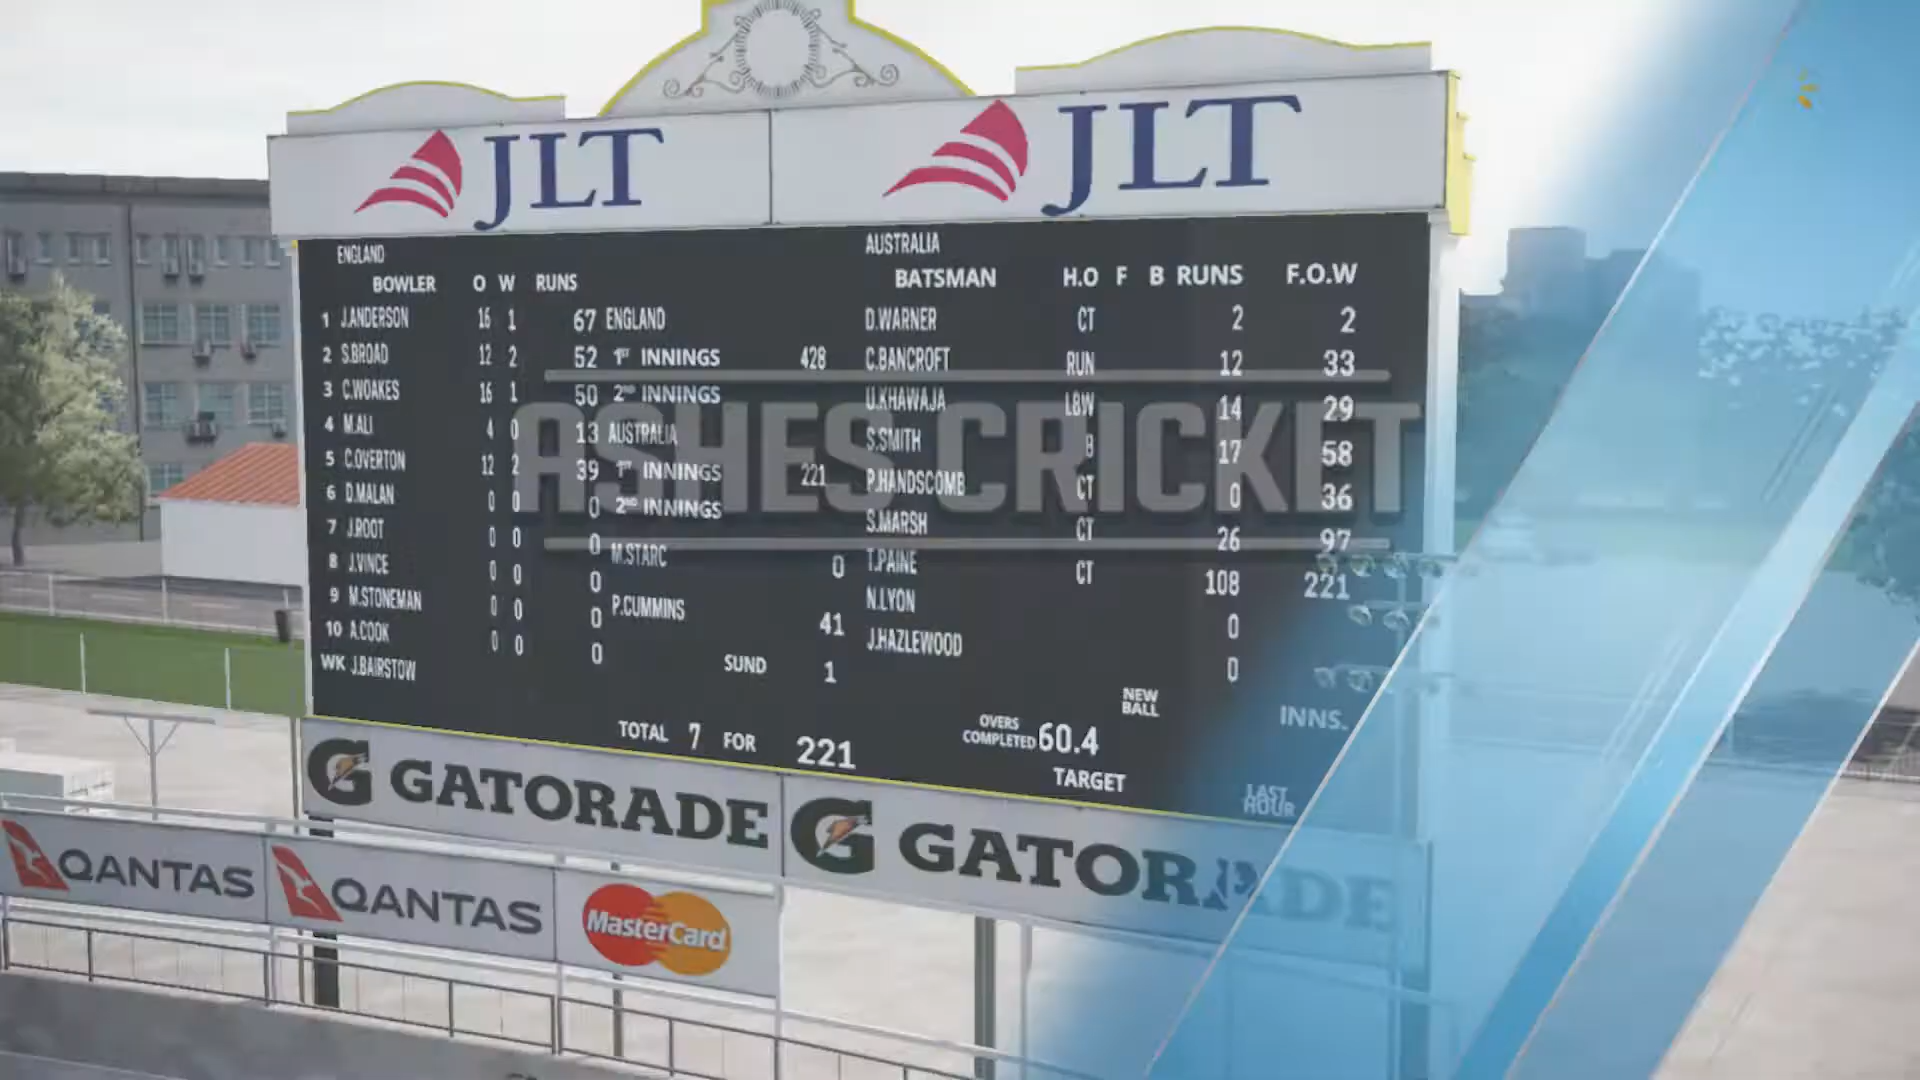 JLT JLT
ENGLAND
BOWLER O W RUNS
1 J.ANDERSON 16 1 67
2 S.BROAD 12 2 52
3 C.WOAKES 16 1 50
4 M.ALI 4 0 13
5 C.OVERTON 12 2 39
6 D.MALAN 0 0 0
7 J.ROOT 0 0 0
8 J.VINCE 0 0 0
9 M.STONEMAN 0 0 0
10 A.COOK 0 0 0
WK J.BAIRSTOW
ENGLAND
1ST INNINGS 428
2ND INNINGS
AUSTRALIA
1ST INNINGS 221
2ND INNINGS
M.STARC 0
P.CUMMINS 41
SUND 1
TOTAL 7 FOR 221
AUSTRALIA
BATSMAN H.O F B RUNS F.O.W
D.WARNER CT 2 2
C.BANCROFT RUN 12 33
U.KHAWAJA LBW 14 29
S.SMITH B 17 58
P.HANDSCOMB CT 0 36
S.MARSH CT 26 97
T.PAINE CT 108 221
N.LYON 0
J.HAZLEWOOD 0
NEW
BALL
OVERS
COMPLETED 60.4
INNS.
TARGET
LAST
HOUR
ASHES CRICKET
GATORADE GATORADE
QANTAS QANTAS MasterCard